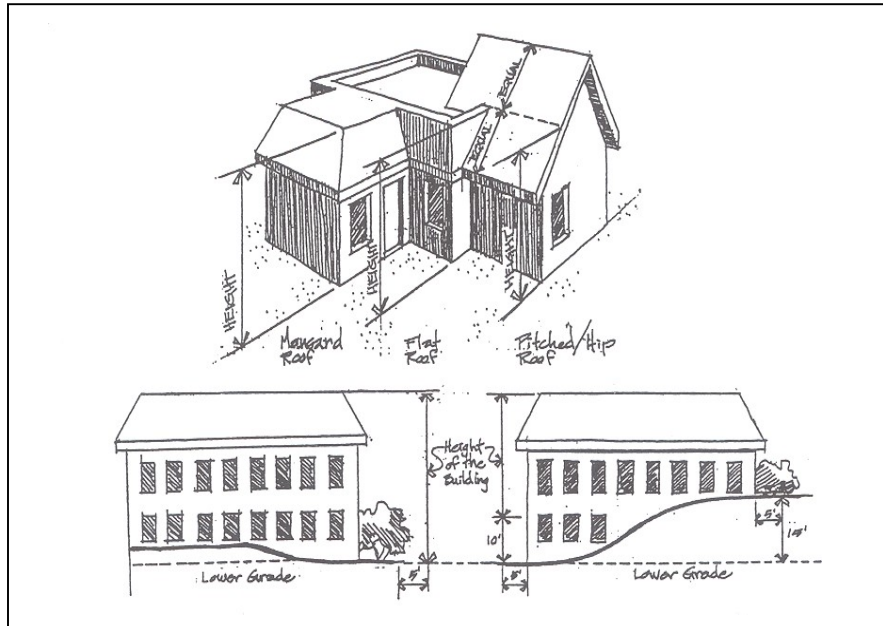 EQUAL
EQUAL
HEIGHT
HEIGHT
HEIGHT
Mansard
Roof
Flat
Roof
Pitched/Hip
Roof
Height
of the
Building
10'
5'
15'
Lower Grade
5'
5'
Lower Grade